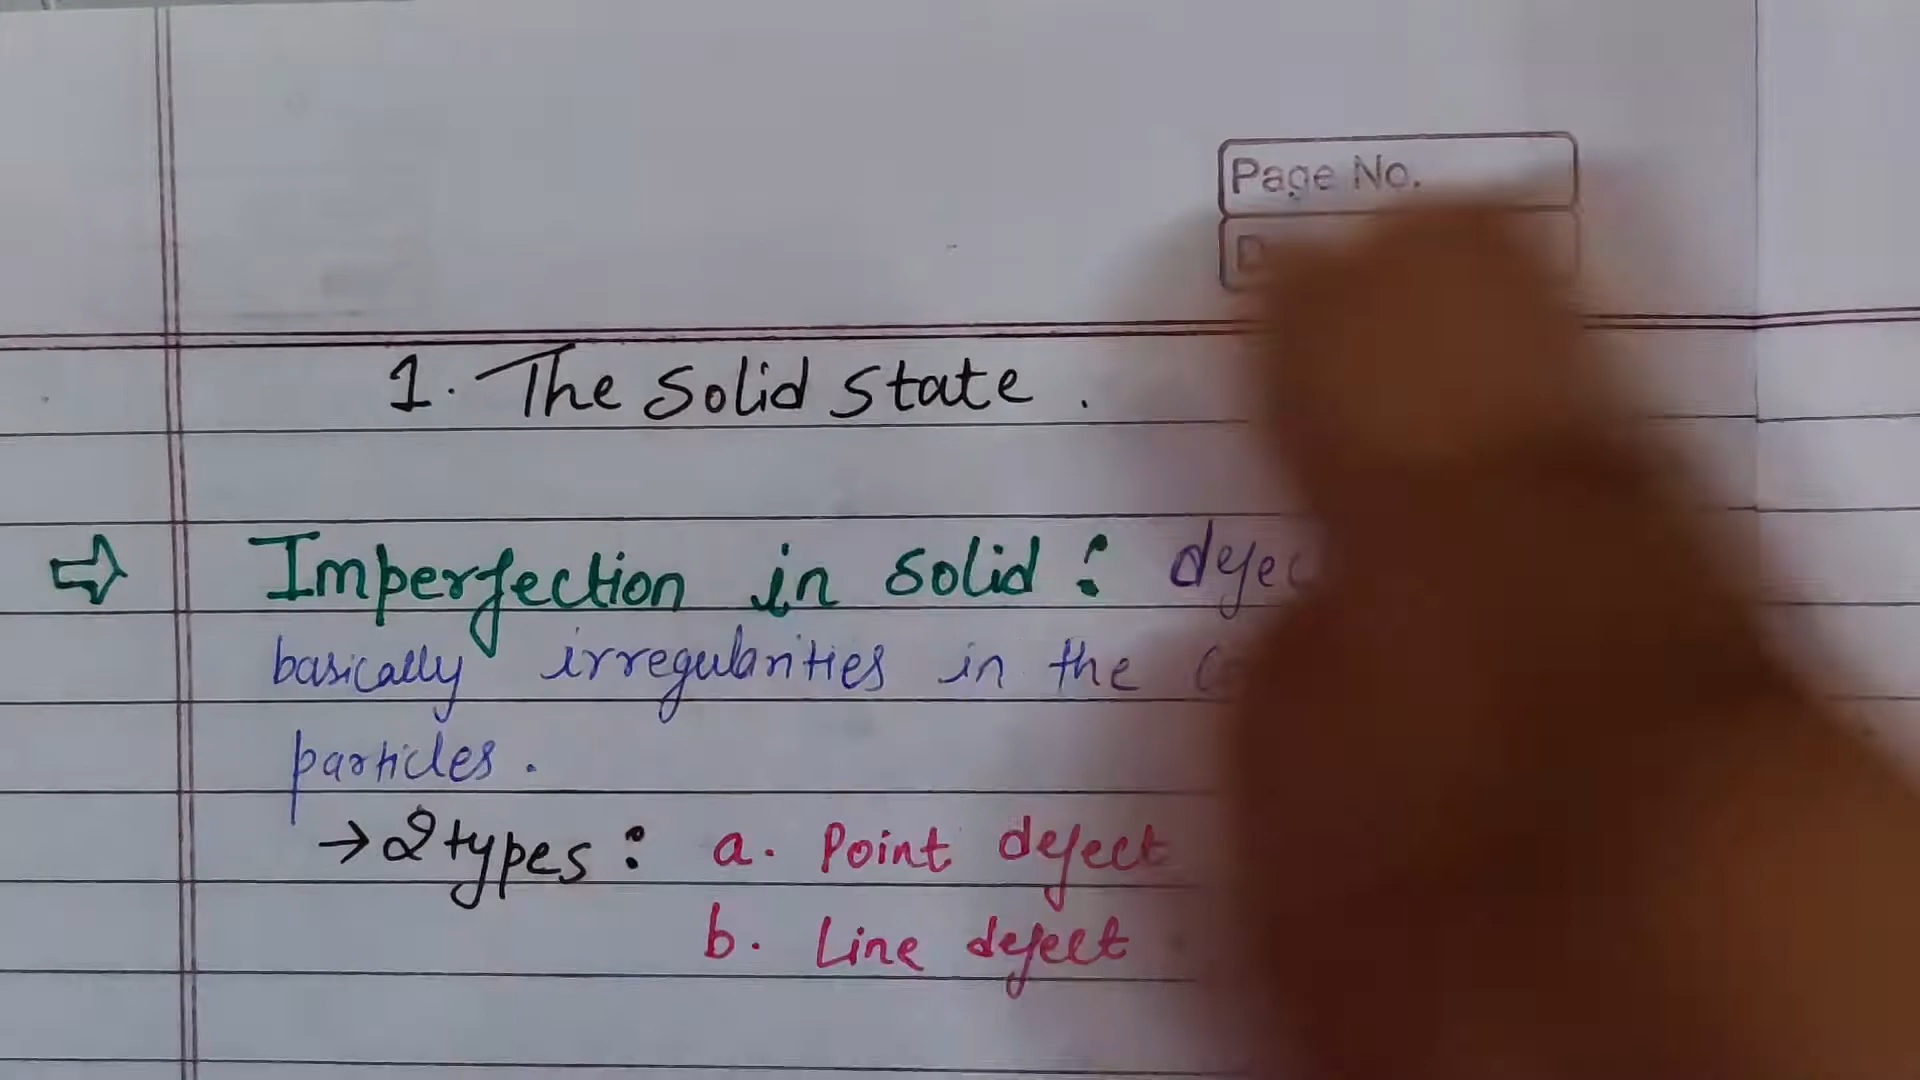 Page No.
1. The Solid State.
Imperfection in solid :
basically irregularities in the
particles.
→ 2 types : a. Point defect
b. Line defect